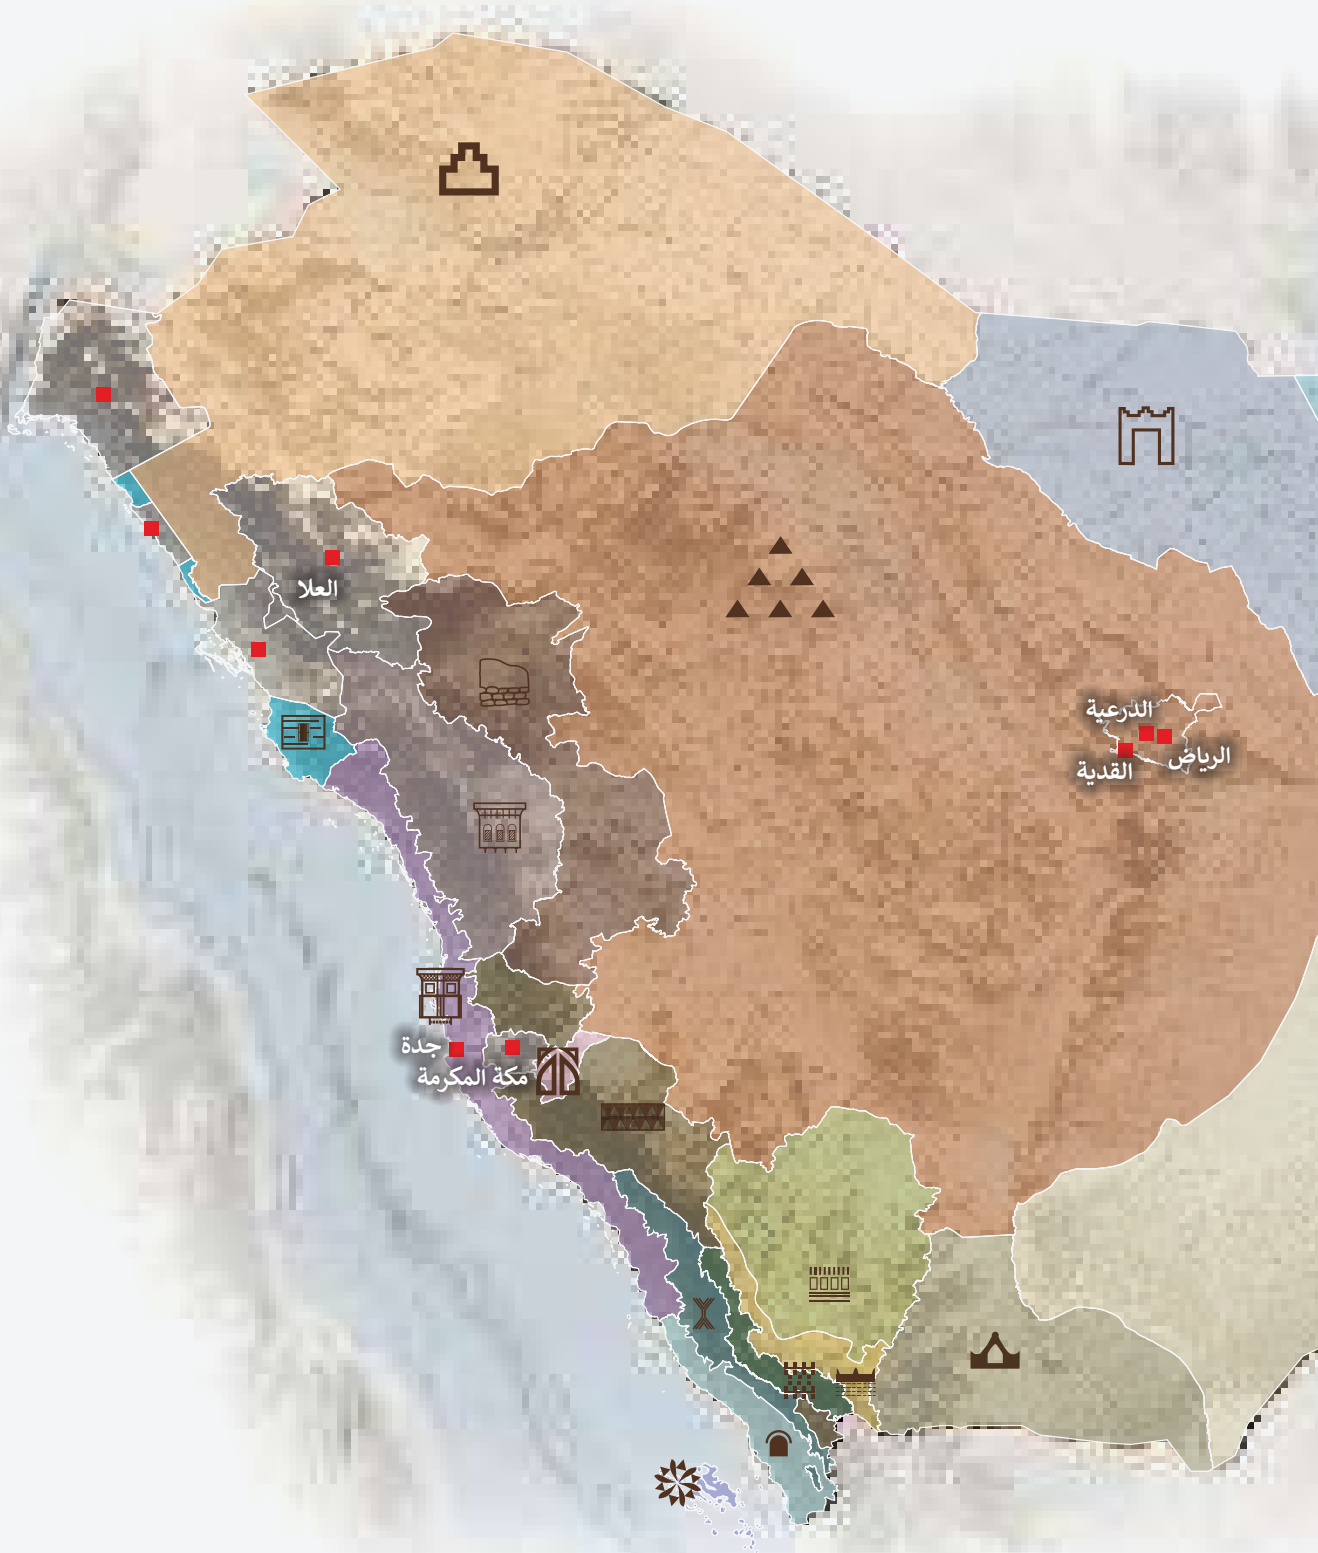 العلا
الدرعية
الرياض
القدية
جدة
مكة المكرمة